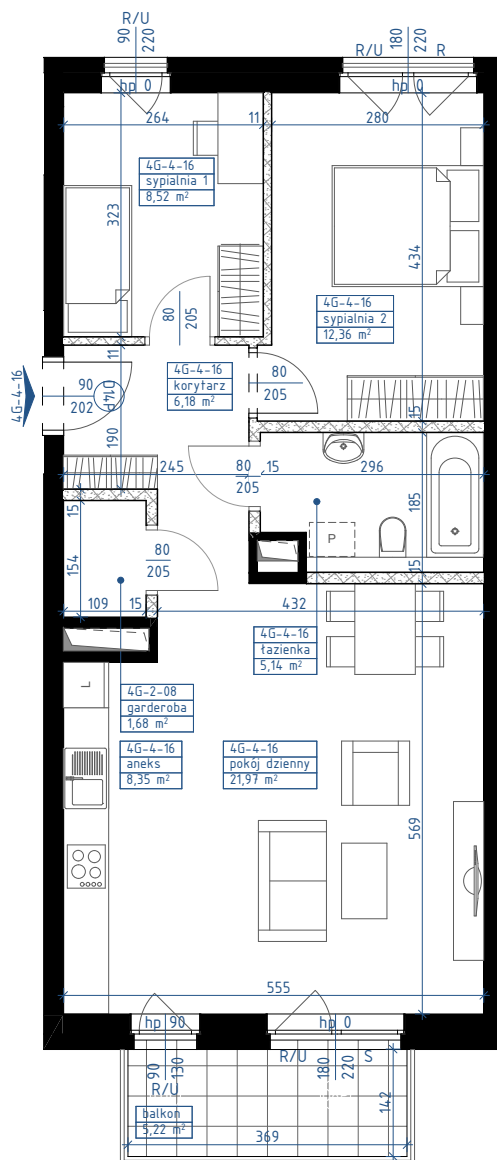 R/U
90
220
R/U
180
220
R
hp 0
hp 0
264
11
280
4G-4-16
sypialnia 1
8,52 m²
323
434
4G-4-16
sypialnia 2
12,36 m²
80
205
11
4G-4-16
korytarz
6,18 m²
80
205
4G-4-16
90
202
D14P
190
15
245
80
205
15
296
15
185
P
154
80
205
15
109
15
432
4G-4-16
łazienka
5,14 m²
L
4G-2-08
garderoba
1,68 m²
4G-4-16
aneks
8,35 m²
4G-4-16
pokój dzienny
21,97 m²
569
555
hp 90
hp 0
90
130
R/U
R/U
180
220
S
142
balkon
5,22 m²
369